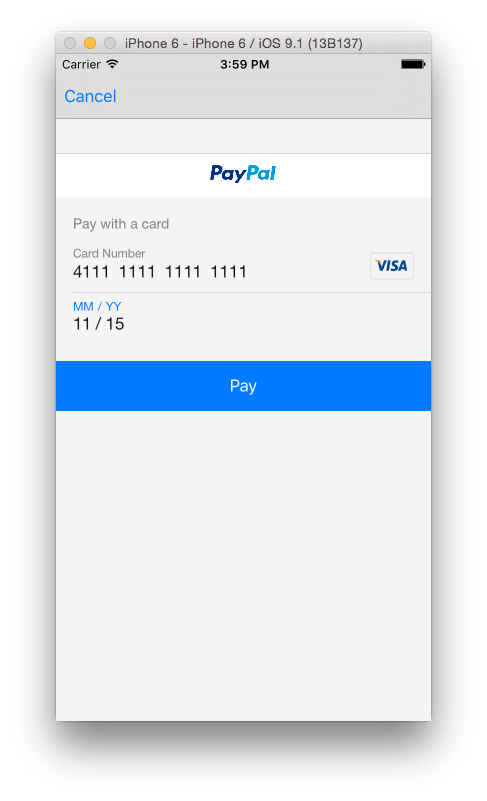 iPhone 6 - iPhone 6 / iOS 9.1 (13B137)
Carrier 3:59 PM
Cancel
PayPal
Pay with a card
Card Number
4111 1111 1111 1111 VISA
MM / YY
11 / 15
Pay